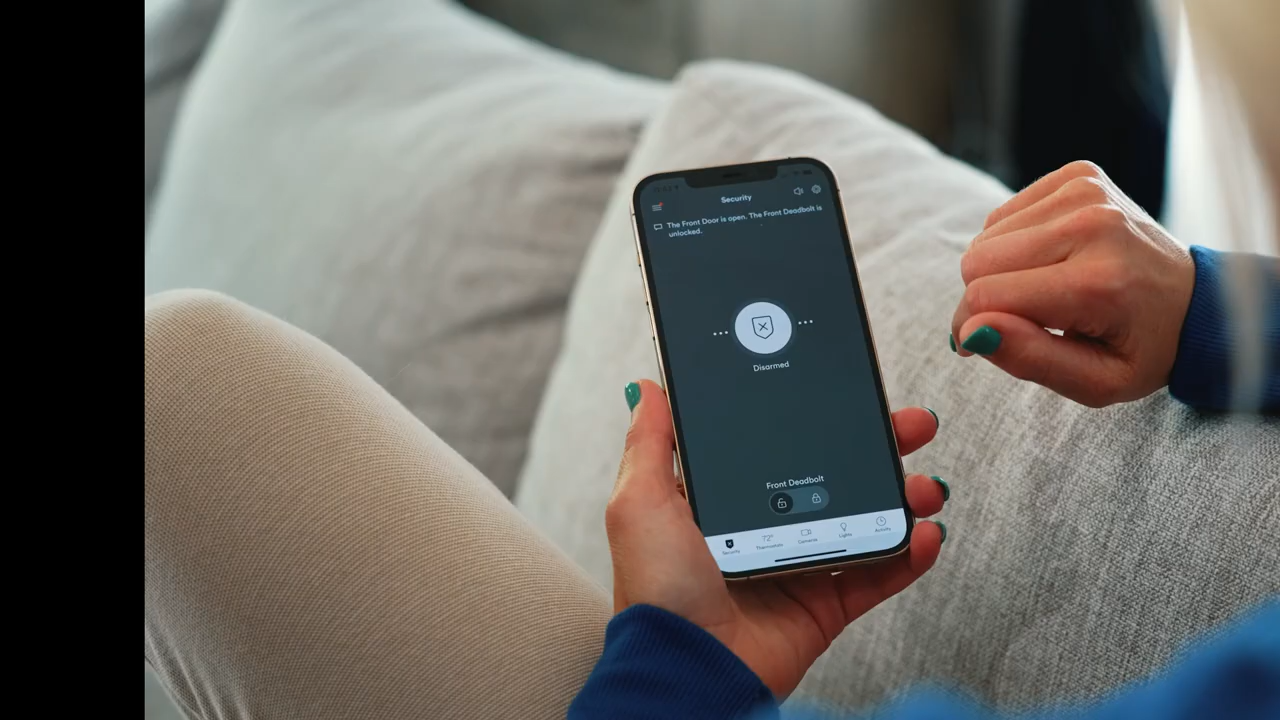 Security
The Front Door is open. The Front Deadbolt is
unlocked.
Disarmed
Front Deadbolt
Security
Thermostats
Cameras
Lights
Activity